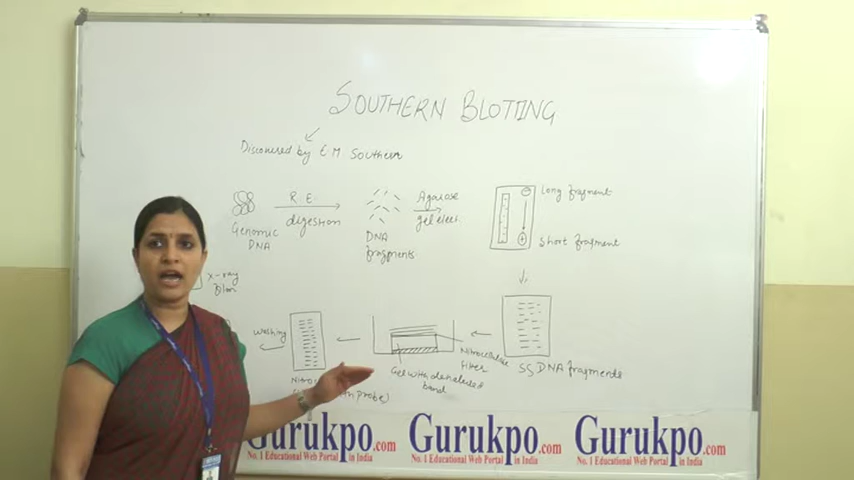 SOUTHERN BLOTTING
Discovered by E M Southern
Genomic
DNA
R E
digestion
DNA
fragments
Agarose
gel elect.
Long fragment
Short fragment
SS DNA fragments
Nitrocellulose
Filter
Gel with denatured
band
probe)
Washing
X-ray
film
Gurukpo.com Gurukpo.com Gurukpo.com
No. 1 Educational Web Portal in India No. 1 Educational Web Portal in India No. 1 Educational Web Portal in India